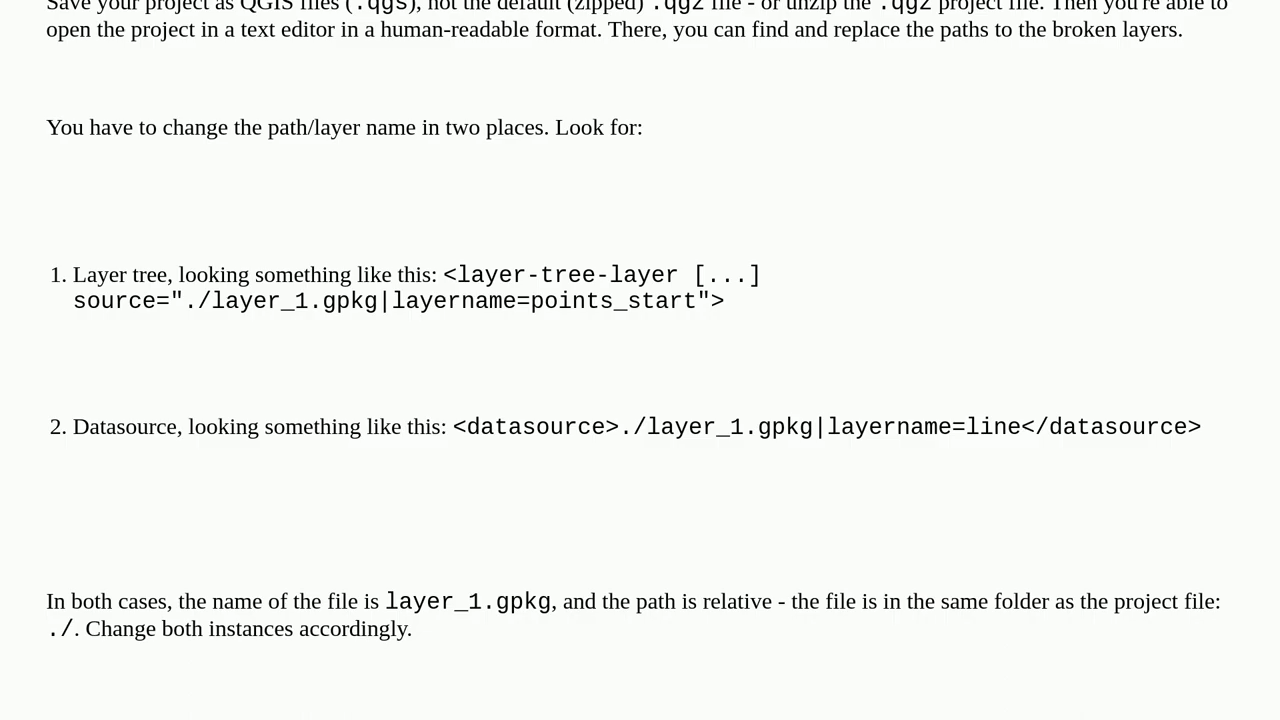 Save your project as QGIS files (.qgs), not the default (zipped) .qgz file - or unzip the .qgz project file. Then you're able to
open the project in a text editor in a human-readable format. There, you can find and replace the paths to the broken layers.
You have to change the path/layer name in two places. Look for:
1. Layer tree, looking something like this: <layer-tree-layer [...]
source="./layer_1.gpkg|layername=points_start">
2. Datasource, looking something like this: <datasource>./layer_1.gpkg|layername=line</datasource>
In both cases, the name of the file is layer_1.gpkg, and the path is relative - the file is in the same folder as the project file:
./. Change both instances accordingly.